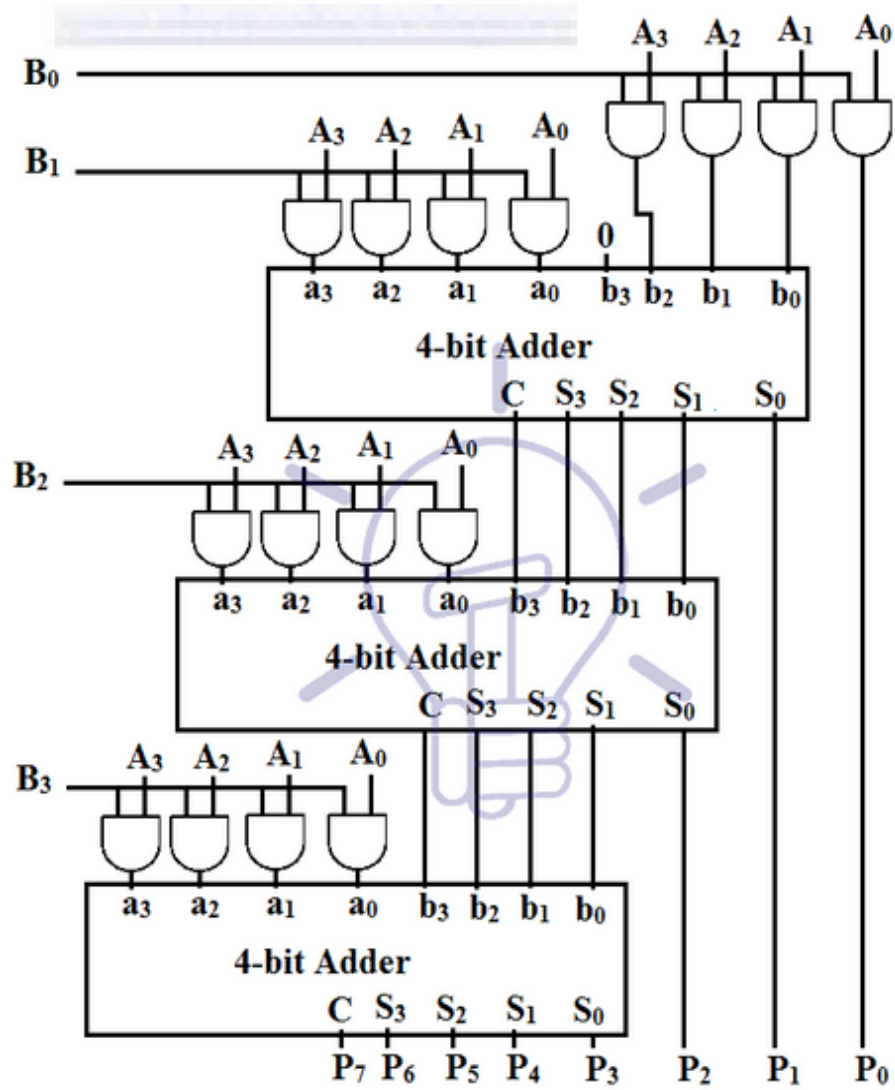 A₃ A₂ A₁ A₀
B₀
A₃ A₂ A₁ A₀
B₁
0
a₃ a₂ a₁ a₀ b₃ b₂ b₁ b₀
4-bit Adder
C S₃ S₂ S₁ S₀
A₃ A₂ A₁ A₀
B₂
a₃ a₂ a₁ a₀ b₃ b₂ b₁ b₀
4-bit Adder
C S₃ S₂ S₁ S₀
A₃ A₂ A₁ A₀
B₃
a₃ a₂ a₁ a₀ b₃ b₂ b₁ b₀
4-bit Adder
C S₃ S₂ S₁ S₀
P₇ P₆ P₅ P₄ P₃ P₂ P₁ P₀